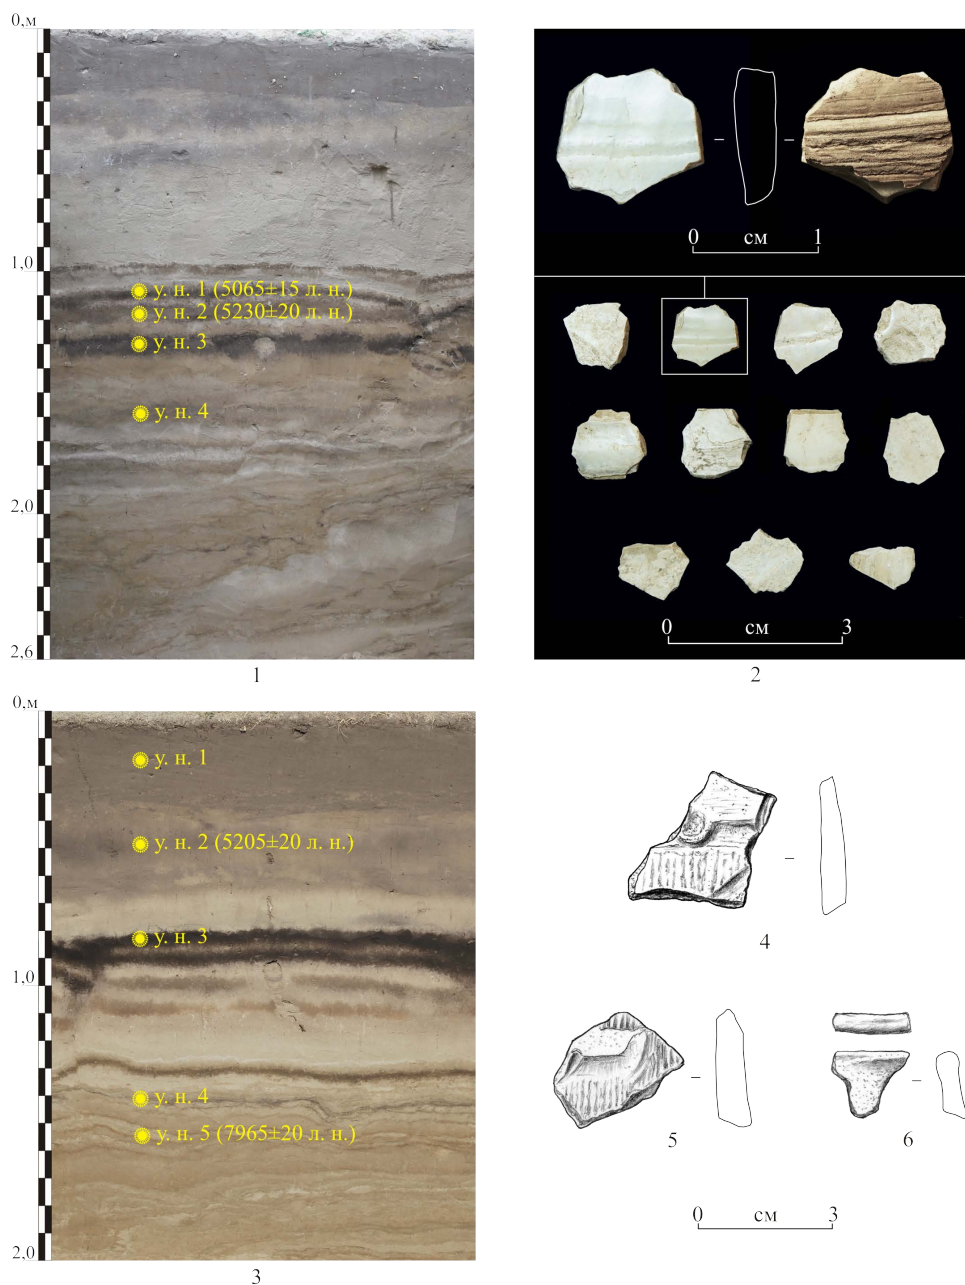 0,м
1,0
у. н. 1 (5065±15 л. н.)
у. н. 2 (5230±20 л. н.)
у. н. 3
у. н. 4
2,0
2,6
1
0 см 1
0 см 3
2
0,м
у. н. 1
у. н. 2 (5205±20 л. н.)
у. н. 3
1,0
у. н. 4
у. н. 5 (7965±20 л. н.)
2,0
3
4
5
6
0 см 3